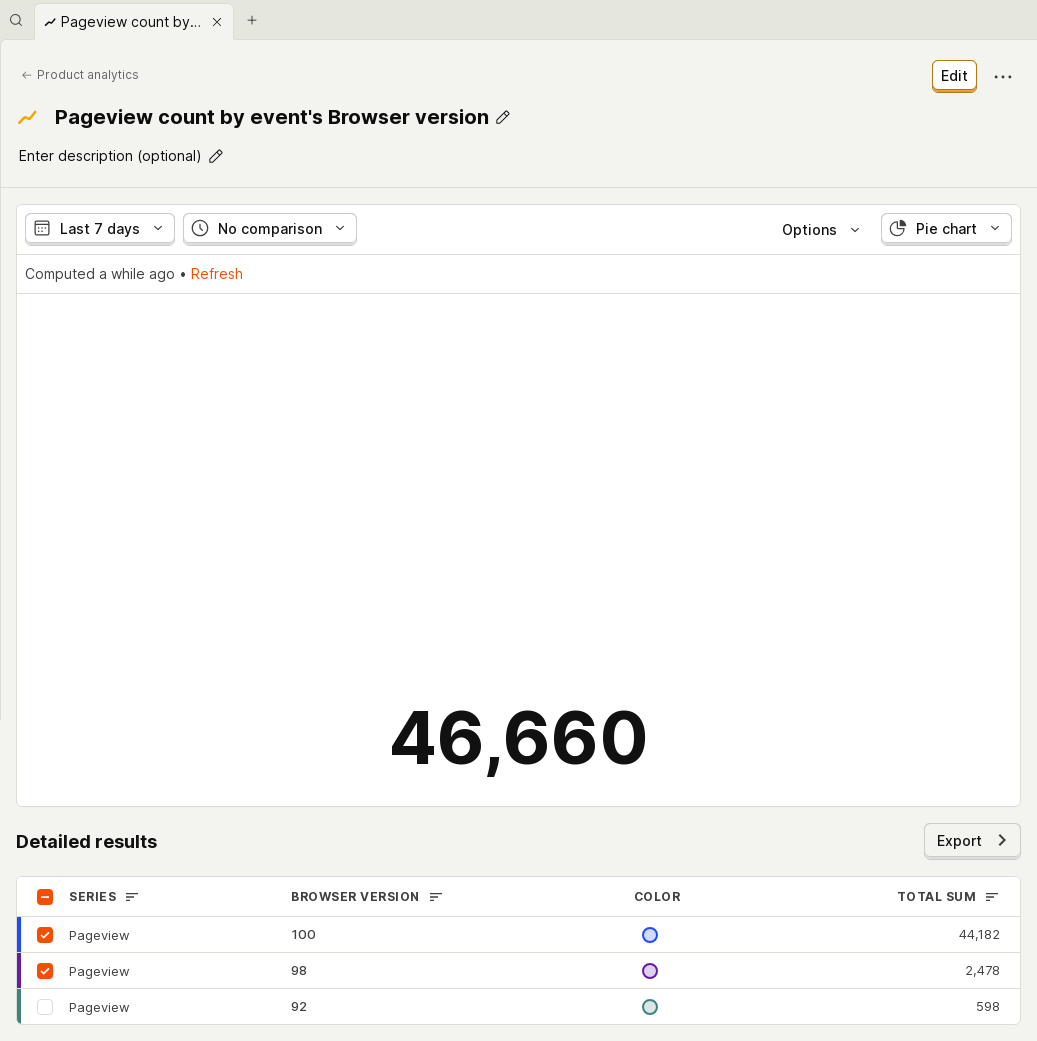 Pageview count by...
Product analytics
Edit
Pageview count by event's Browser version
Enter description (optional)
Last 7 days
No comparison
Options
Pie chart
Computed a while ago • Refresh
46,660
Detailed results
Export
SERIES BROWSER VERSION COLOR TOTAL SUM
Pageview 100 44,182
Pageview 98 2,478
Pageview 92 598